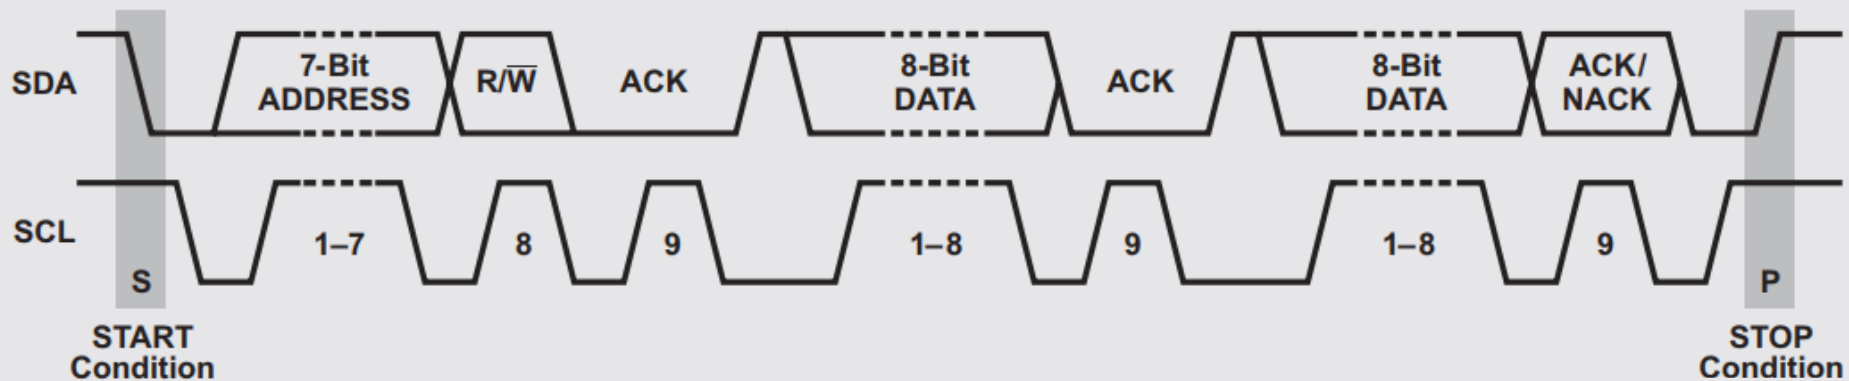 SDA
7-Bit
ADDRESS
R/W̅
ACK
8-Bit
DATA
ACK
8-Bit
DATA
ACK/
NACK
SCL
1–7
8
9
1–8
9
1–8
9
S
P
START
Condition
STOP
Condition